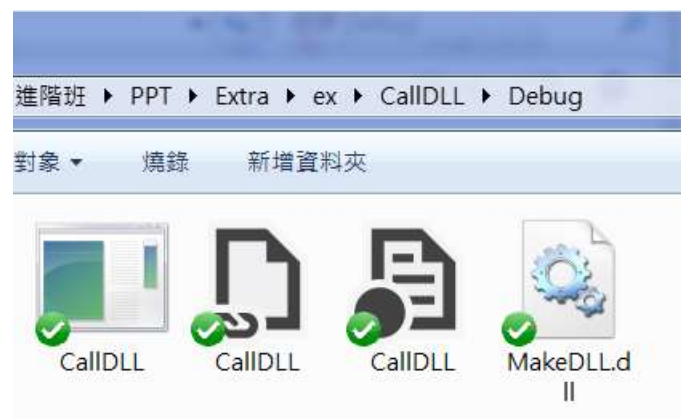 進階班 ▸ PPT ▸ Extra ▸ ex ▸ CallDLL ▸ Debug
對象 ▾ 燒錄 新增資料夾
CallDLL CallDLL CallDLL MakeDLL.d
ll